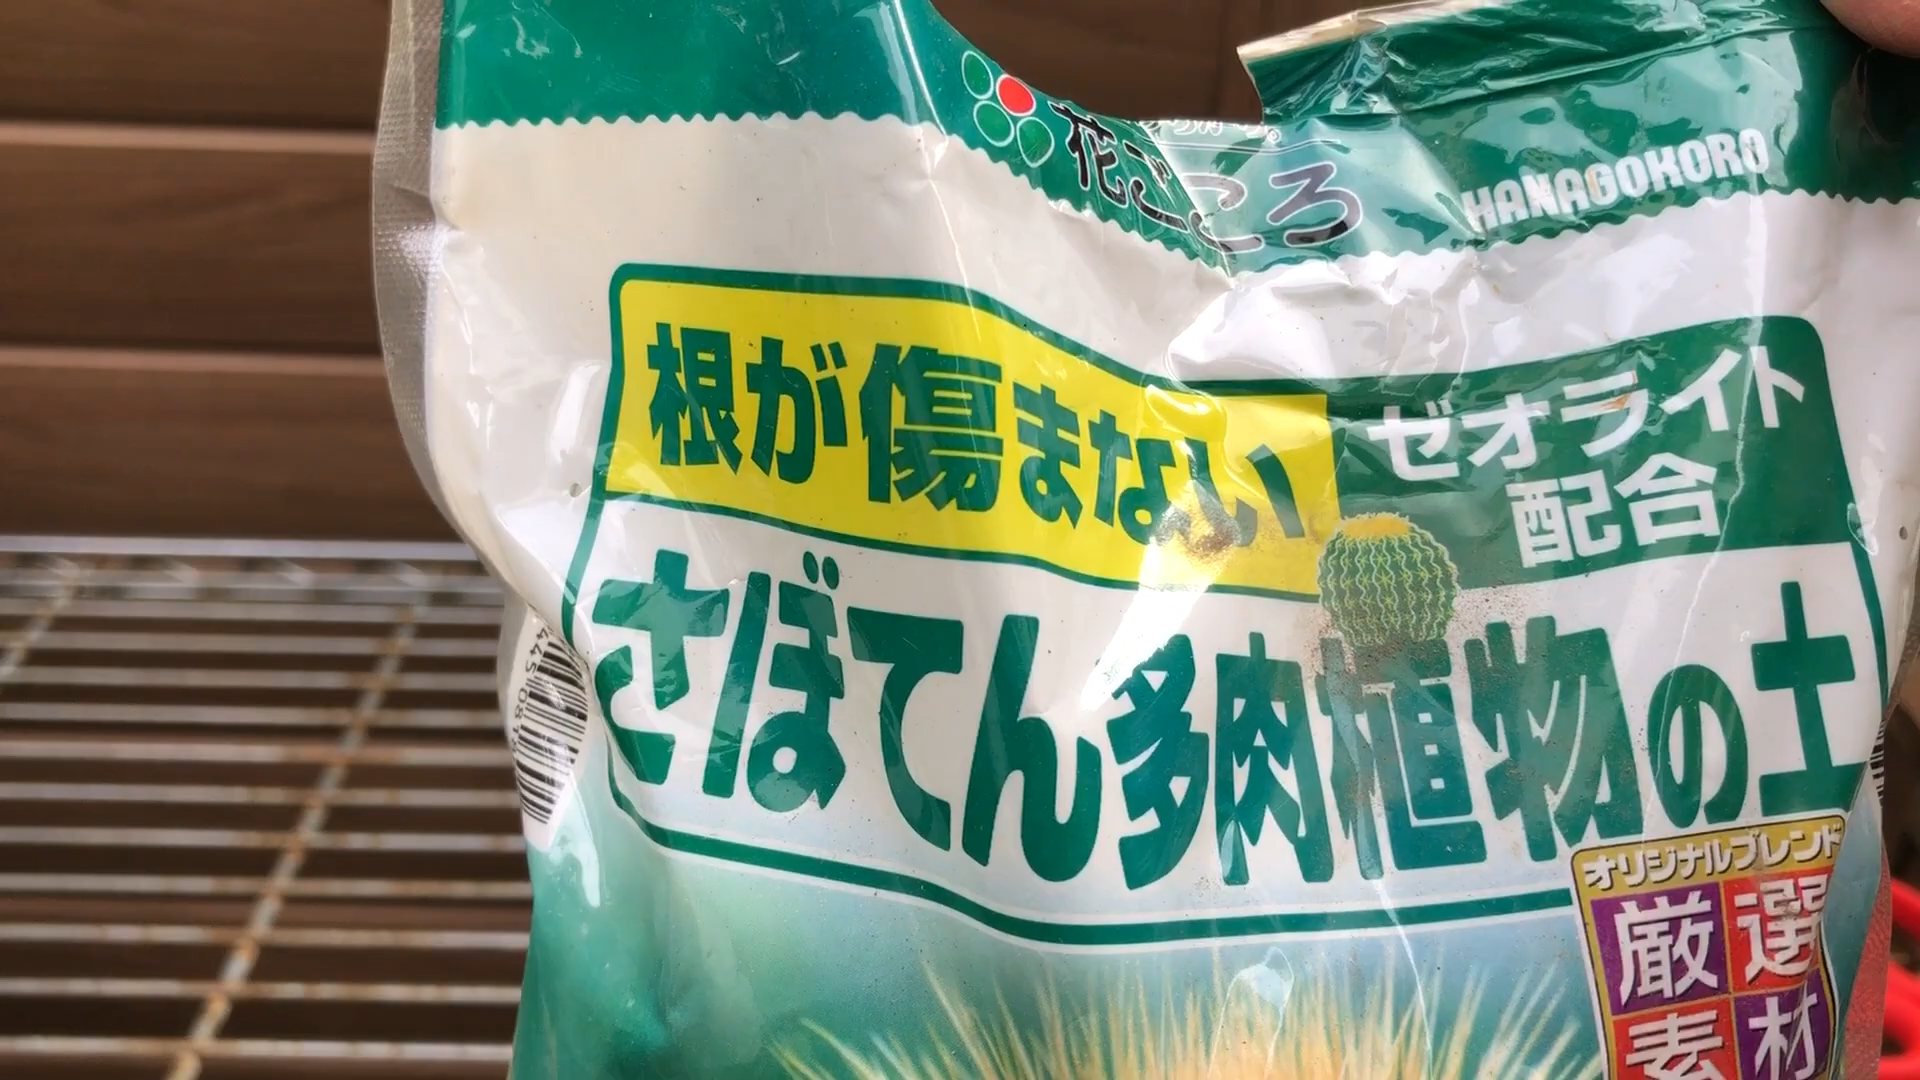 花ごころ
HANAGOKORO
根が傷まない
ゼオライト
配合
さぼてん多肉植物の土
オリジナルブレンド
厳選
素材